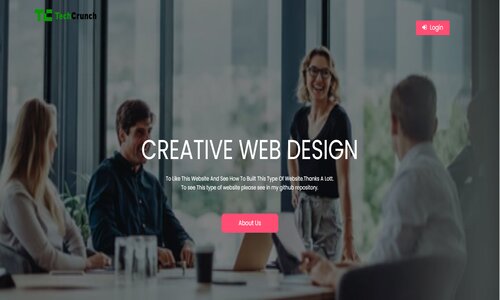 TC TechCrunch
Login
CREATIVE WEB DESIGN
To Like This Website And See How To Built This Type Of Website.Thanks A Lott.
To see This type of website please see in my github repository.
About Us